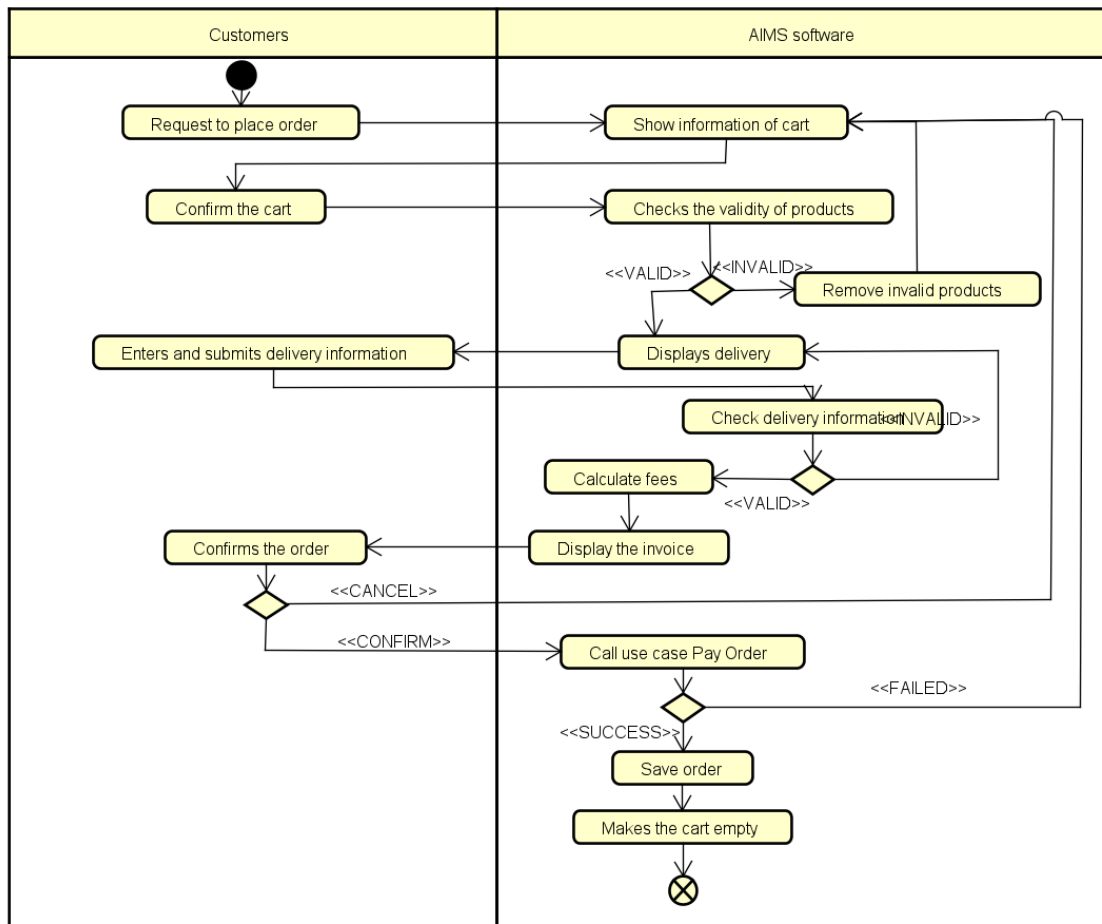 Customers
AIMS software
Request to place order
Show information of cart
Confirm the cart
Checks the validity of products
<<VALID>>
<<INVALID>>
Remove invalid products
Enters and submits delivery information
Displays delivery
Check delivery information
<<INVALID>>
Calculate fees
<<VALID>>
Confirms the order
Display the invoice
<<CANCEL>>
<<CONFIRM>>
Call use case Pay Order
<<FAILED>>
<<SUCCESS>>
Save order
Makes the cart empty